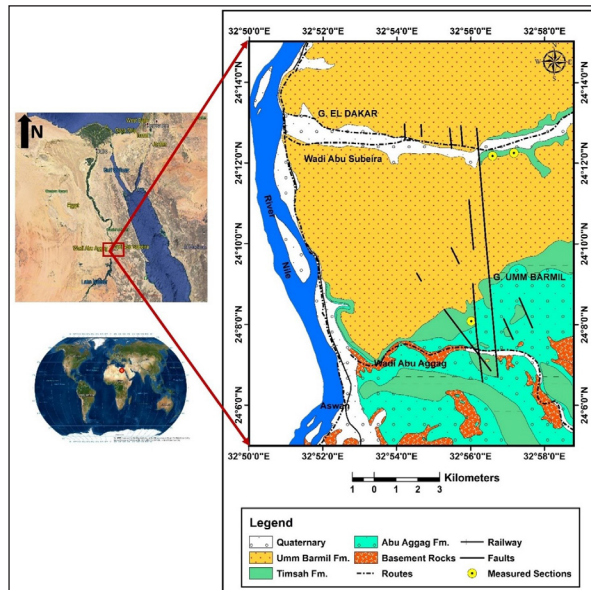 N
Wadi Abu Aggag
32°50'0"E 32°52'0"E 32°54'0"E 32°56'0"E 32°58'0"E
24°14'0"N
24°12'0"N
24°10'0"N
24°8'0"N
24°6'0"N
G. EL DAKAR
Wadi Abu Subeira
River
Nile
G. UMM BARMIL
Wadi Abu Aggag
Aswan
24°14'0"N
24°12'0"N
24°10'0"N
24°8'0"N
24°6'0"N
32°50'0"E 32°52'0"E 32°54'0"E 32°56'0"E 32°58'0"E
Kilometers
1 0 1 2 3
Legend
Quaternary Abu Aggag Fm. Railway
Umm Barmil Fm. Basement Rocks Faults
Timsah Fm. Routes Measured Sections